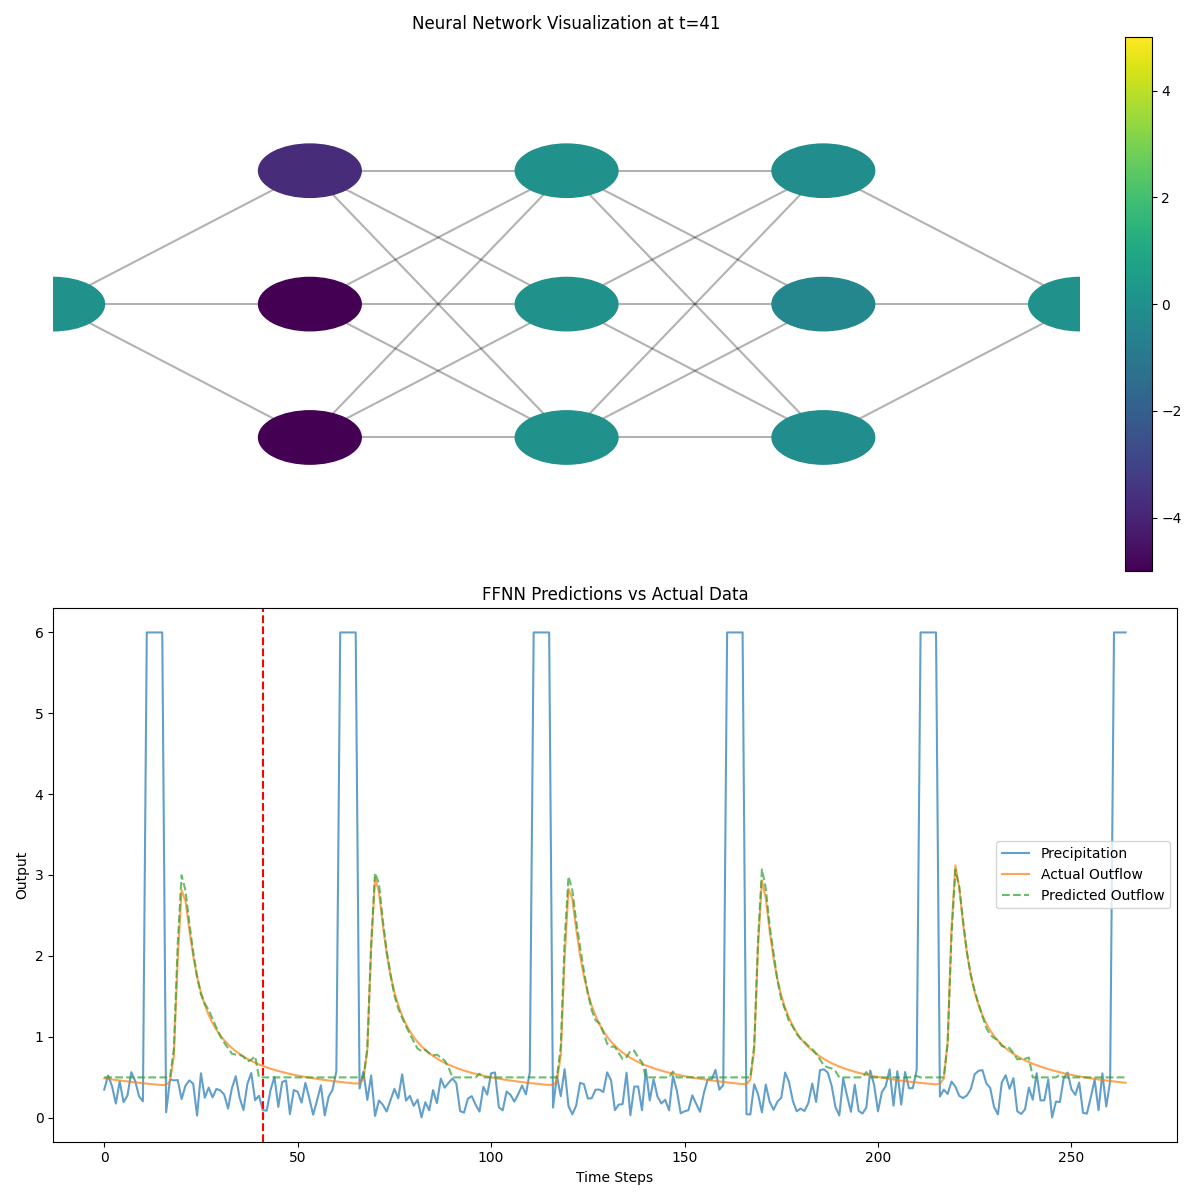 Neural Network Visualization at t=41
4
2
0
−2
−4
FFNN Predictions vs Actual Data
Output
6
5
4
3
2
1
0
Precipitation
Actual Outflow
Predicted Outflow
0 50 100 150 200 250
Time Steps